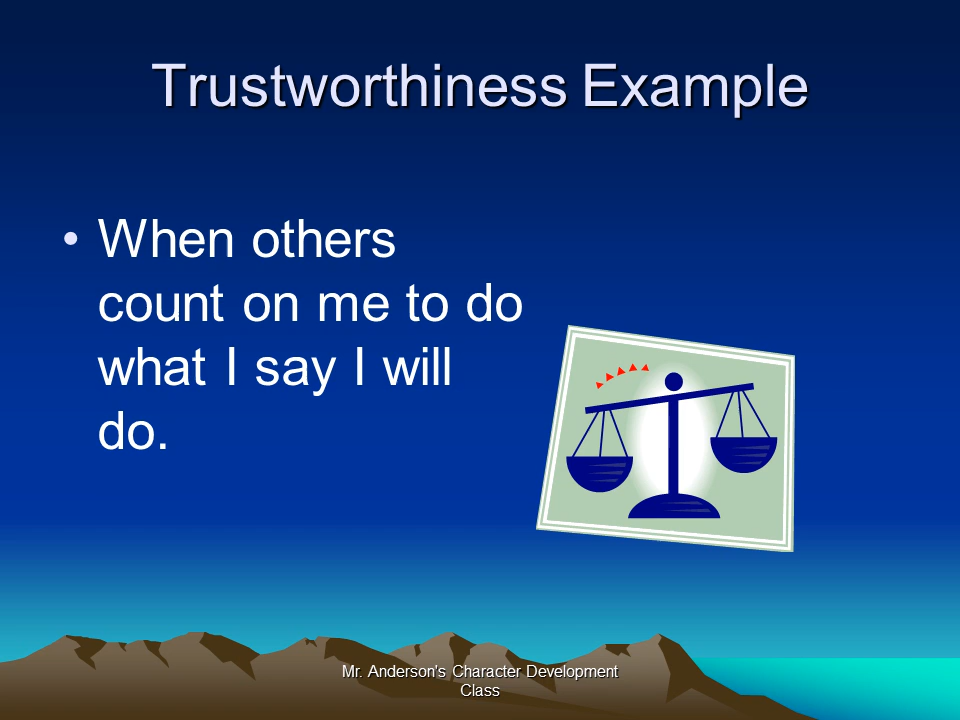 Trustworthiness Example
• When others
count on me to do
what I say I will
do.
Mr. Anderson's Character Development
Class